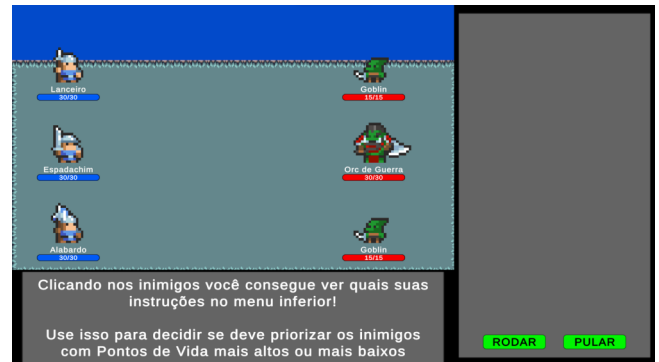 Lanceiro
30/30
Goblin
15/15
Espadachim
30/30
Orc de Guerra
30/30
Alabardo
30/30
Goblin
15/15
Clicando nos inimigos você consegue ver quais suas
instruções no menu inferior!
Use isso para decidir se deve priorizar os inimigos
com Pontos de Vida mais altos ou mais baixos
RODAR
PULAR